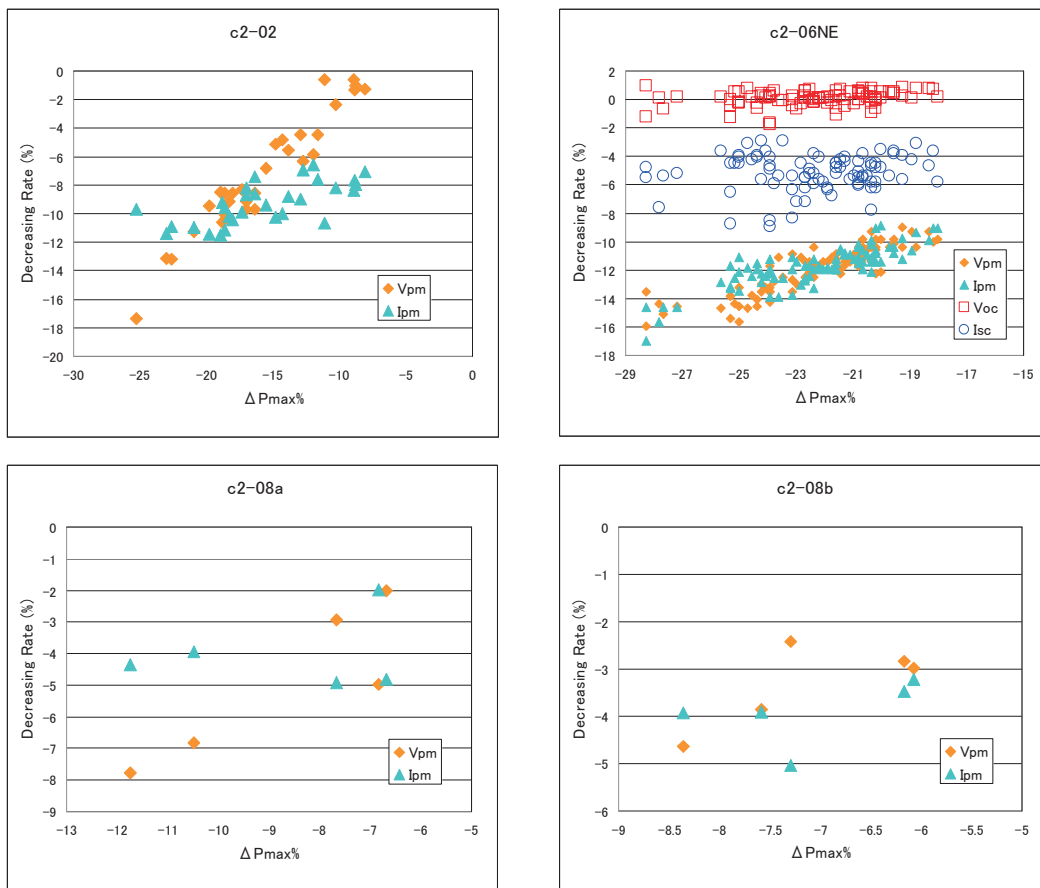 c2-02
Decreasing Rate (%)
0
-2
-4
-6
-8
-10
-12
-14
-16
-18
-20
Vpm
Ipm
-30 -25 -20 -15 -10 -5 0
Δ Pmax%
c2-06NE
Decreasing Rate (%)
2
0
-2
-4
-6
-8
-10
-12
-14
-16
-18
Vpm
Ipm
Voc
Isc
-29 -27 -25 -23 -21 -19 -17 -15
Δ Pmax%
c2-08a
Decreasing Rate (%)
0
-1
-2
-3
-4
-5
-6
-7
-8
-9
Vpm
Ipm
-13 -12 -11 -10 -9 -8 -7 -6 -5
Δ Pmax%
c2-08b
Decreasing Rate (%)
0
-1
-2
-3
-4
-5
-6
Vpm
Ipm
-9 -8.5 -8 -7.5 -7 -6.5 -6 -5.5 -5
Δ Pmax%